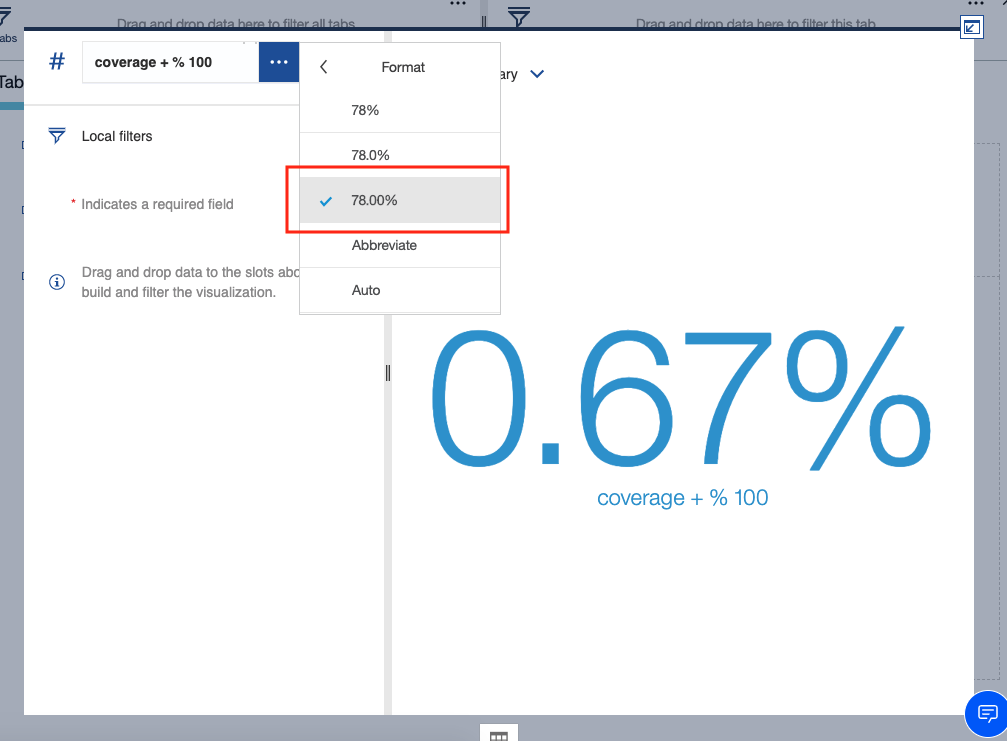 Drag and drop data here to filter all tabs
Drag and drop data here to filter this tab
abs
Tab
# coverage + % 100
Format
ary
78%
Local filters
78.0%
78.00%
* Indicates a required field
Abbreviate
Drag and drop data to the slots abo
build and filter the visualization.
Auto
0.67%
coverage + % 100